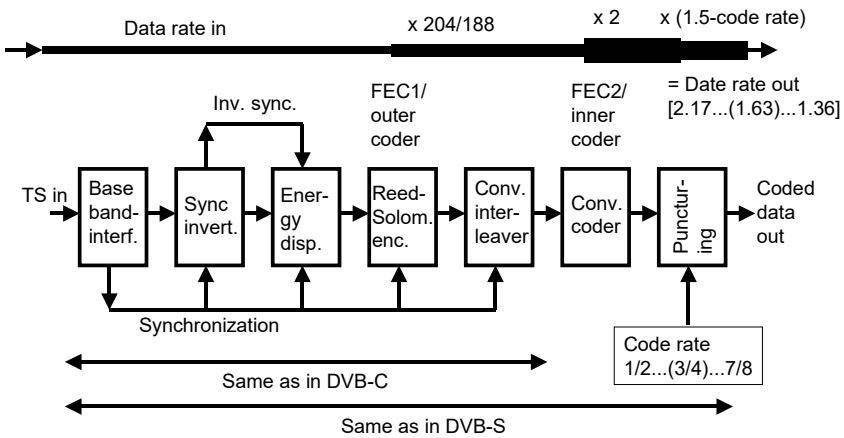 Data rate in
x 204/188
x 2
x (1.5-code rate)
= Date rate out
[2.17...(1.63)...1.36]
FEC1/
outer
coder
FEC2/
inner
coder
Inv. sync.
TS in
Base
band-
interf.
Sync
invert.
Ener-
gy
disp.
Reed-
Solom.
enc.
Conv.
inter-
leaver
Conv.
coder
Punctur-
ing
Coded
data
out
Synchronization
Code rate
1/2...(3/4)...7/8
Same as in DVB-C
Same as in DVB-S